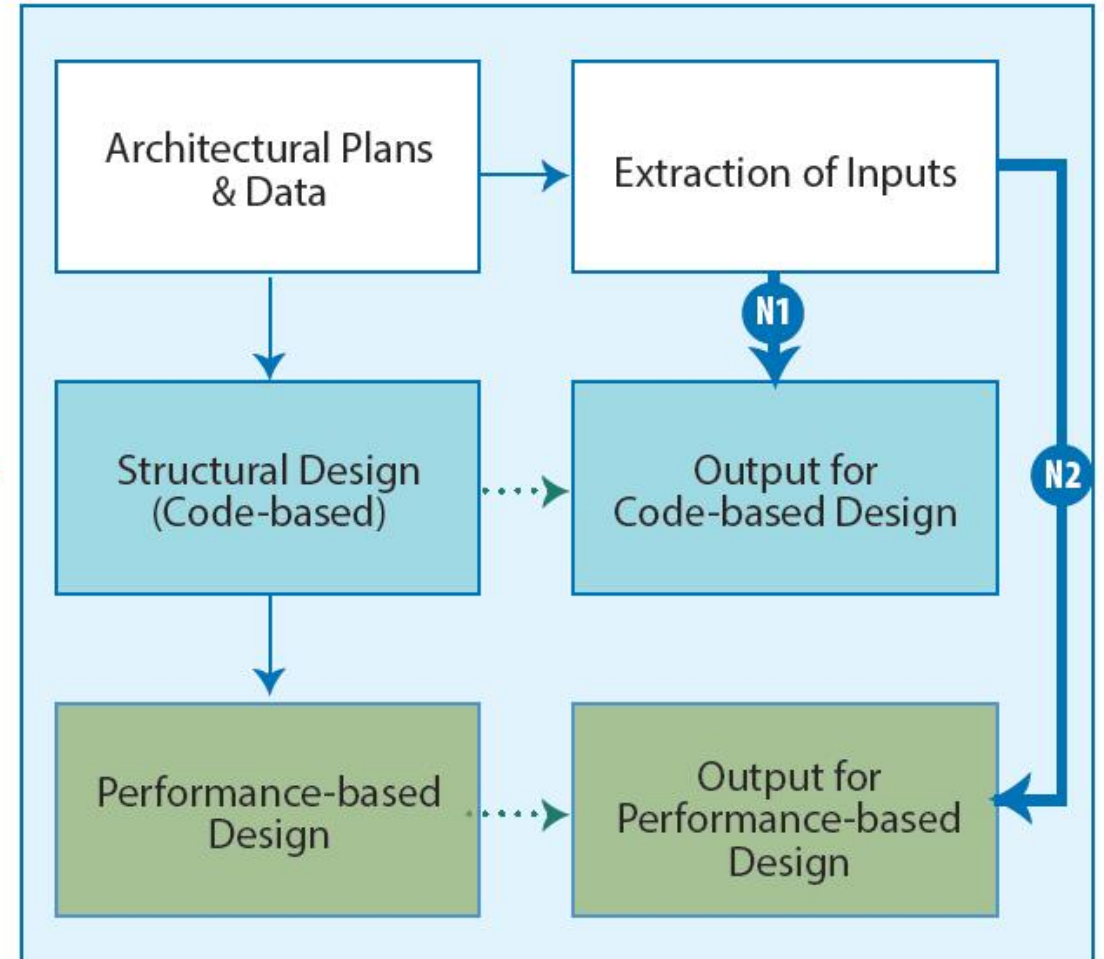 Architectural Plans
& Data
Extraction of Inputs
N1
Structural Design
(Code-based)
Output for
Code-based Design
N2
Performance-based
Design
Output for
Performance-based
Design